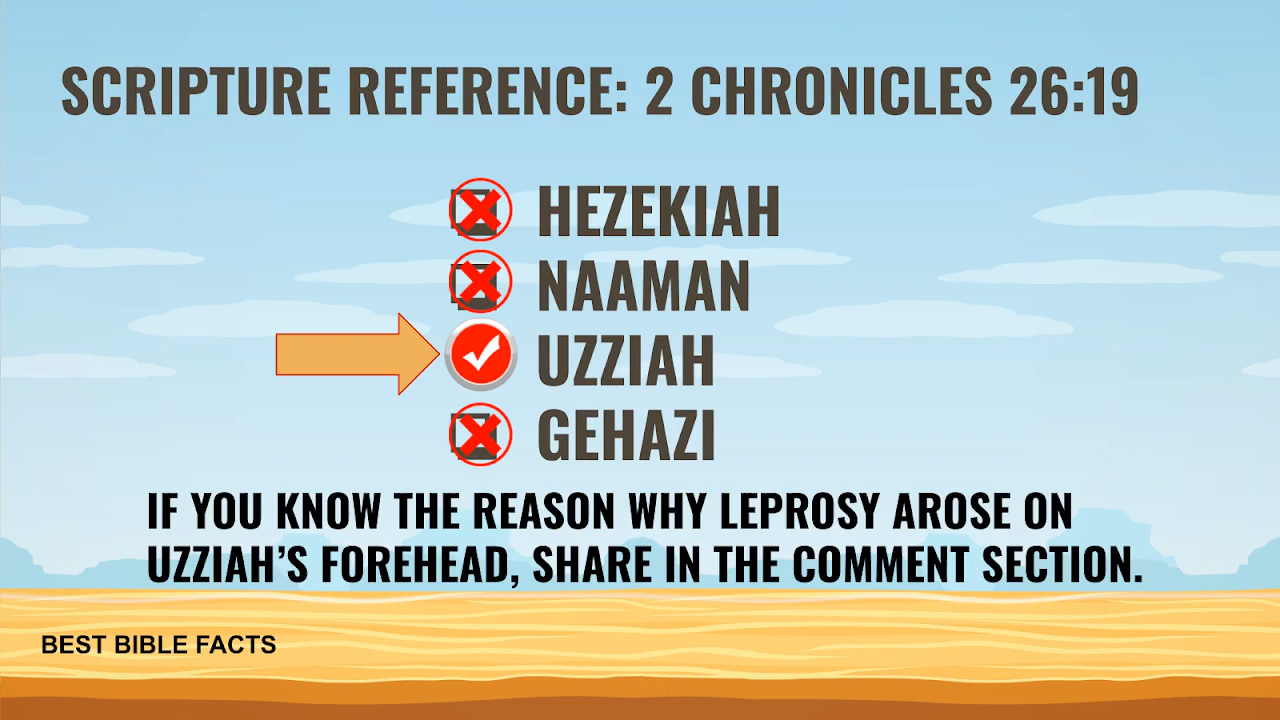 SCRIPTURE REFERENCE: 2 CHRONICLES 26:19
HEZEKIAH
NAAMAN
UZZIAH
GEHAZI
IF YOU KNOW THE REASON WHY LEPROSY AROSE ON
UZZIAH’S FOREHEAD, SHARE IN THE COMMENT SECTION.
BEST BIBLE FACTS